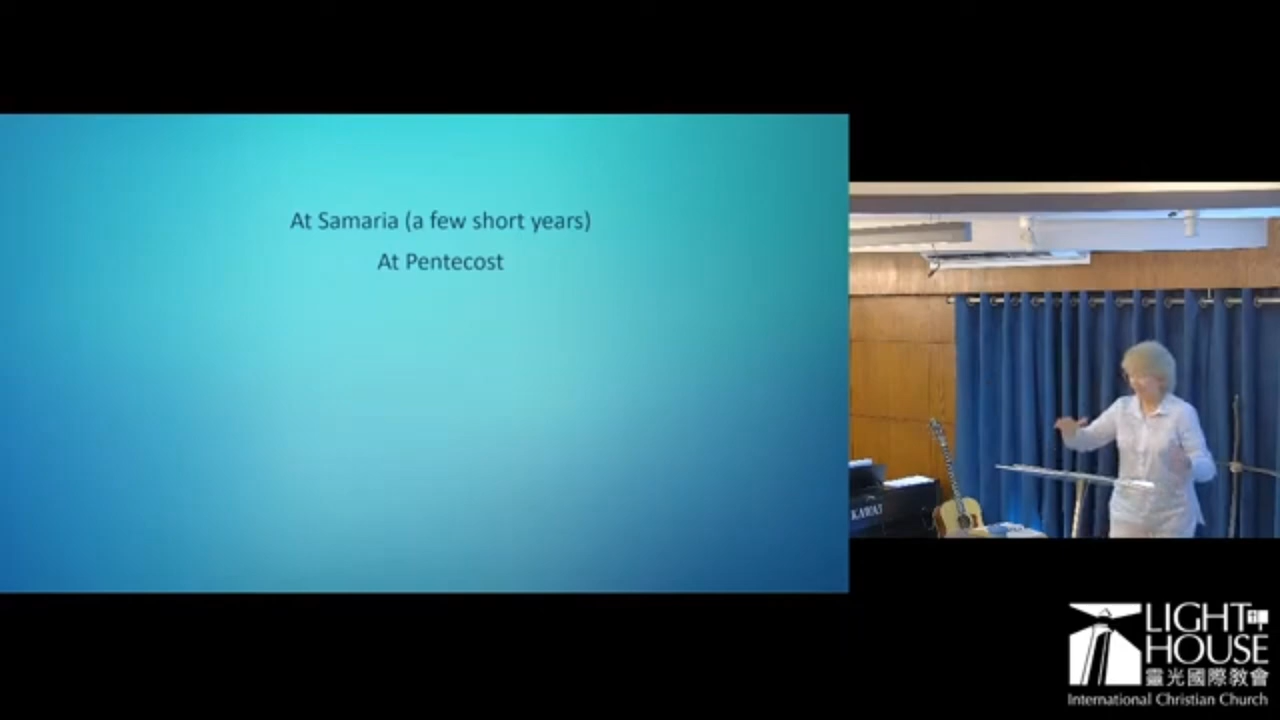 At Samaria (a few short years)
At Pentecost
KAWAI
LIGHT
HOUSE
靈光國際教會
International Christian Church